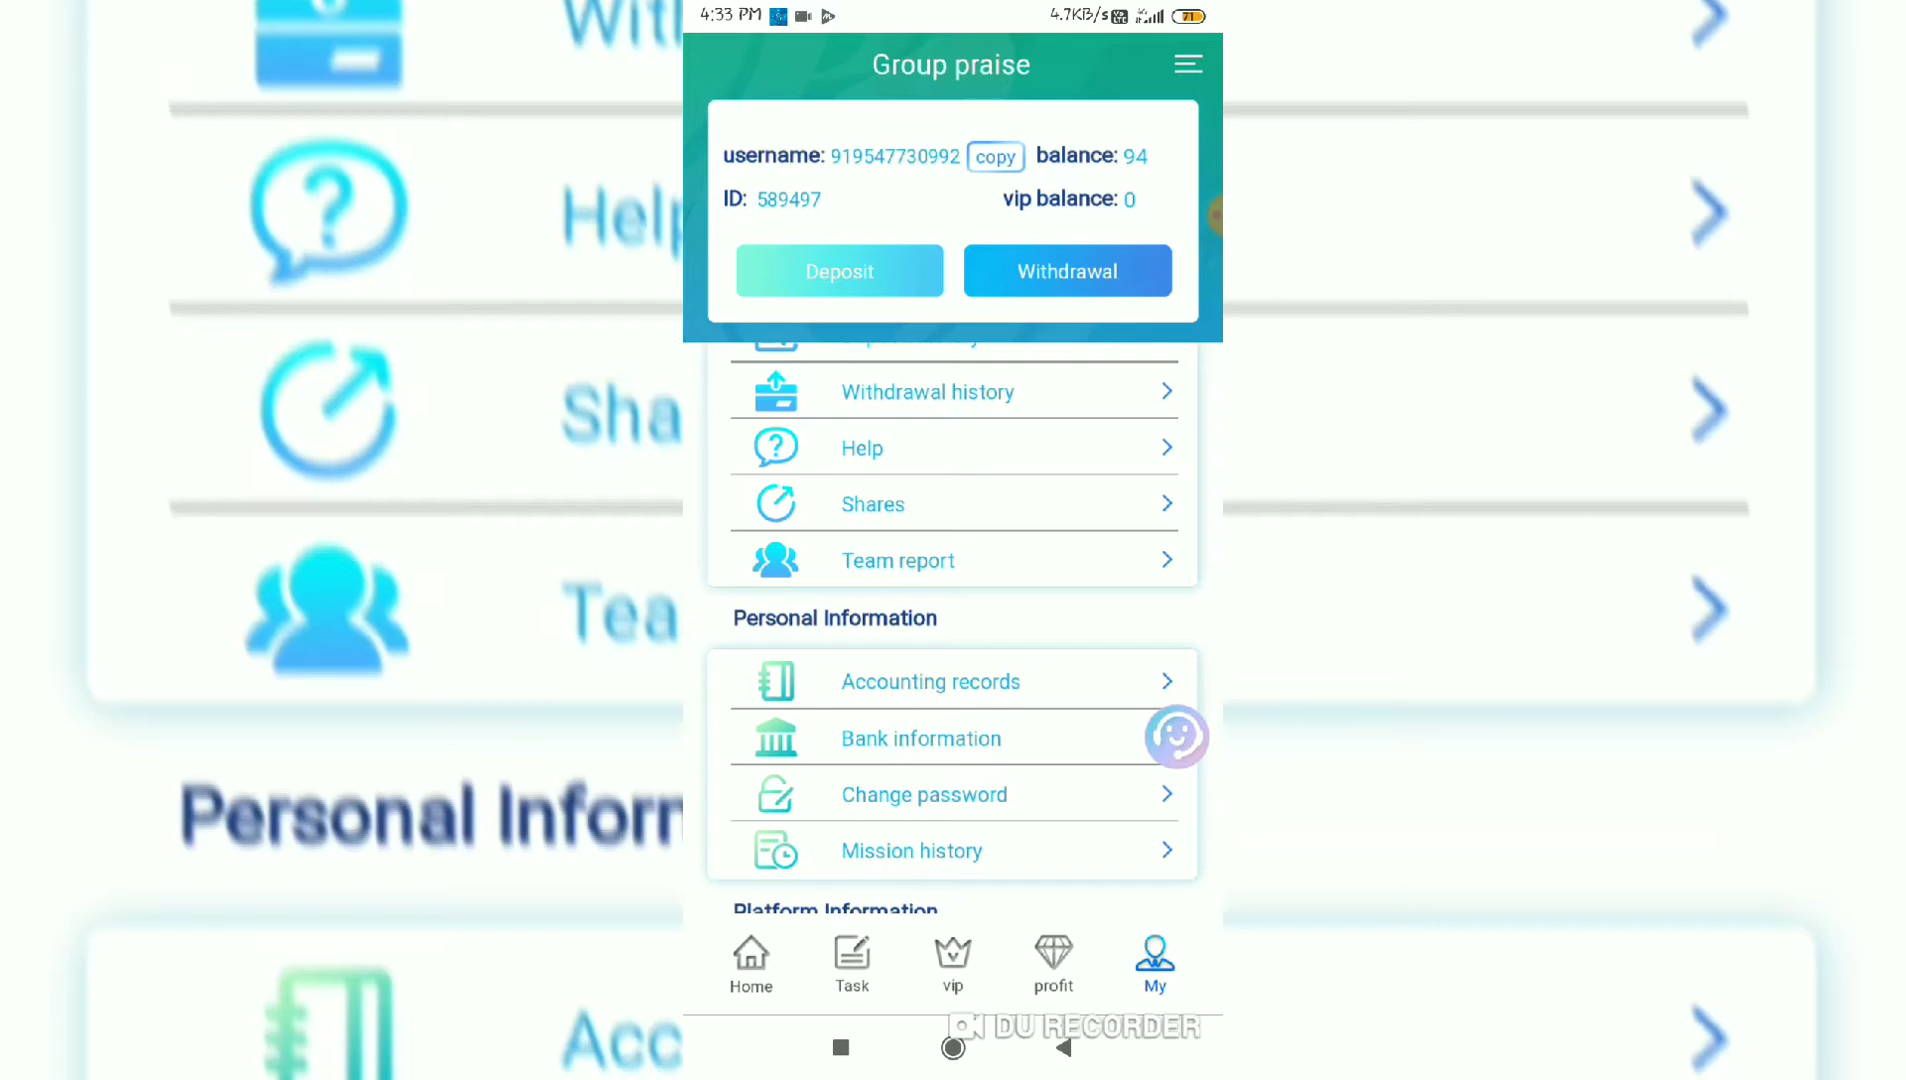 4:33 PM
4.7KB/s
71
Group praise
username: 919547730992 copy balance: 94
ID: 589497 vip balance: 0
Deposit Withdrawal
Withdrawal history
Help
Shares
Team report
Personal Information
Accounting records
Bank information
Change password
Mission history
Platform Information
Home Task vip profit My
DU RECORDER
Help
Sha
Tea
Personal Inforr
Acc